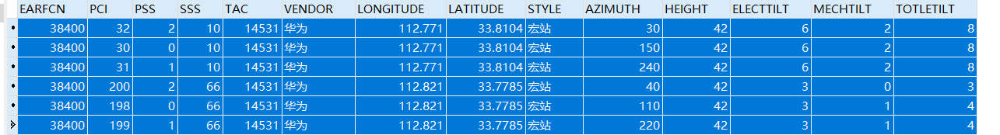 EARFCN PCI PSS SSS TAC VENDOR LONGITUDE LATITUDE STYLE AZIMUTH HEIGHT ELECTTILT MECHTILT TOTLETILT
38400 32 2 10 14531 华为 112.771 33.8104 宏站 30 42 6 2 8
38400 30 0 10 14531 华为 112.771 33.8104 宏站 150 42 6 2 8
38400 31 1 10 14531 华为 112.771 33.8104 宏站 240 42 6 2 8
38400 200 2 66 14531 华为 112.821 33.7785 宏站 40 42 3 0 3
38400 198 0 66 14531 华为 112.821 33.7785 宏站 110 42 3 1 4
38400 199 1 66 14531 华为 112.821 33.7785 宏站 220 42 3 1 4